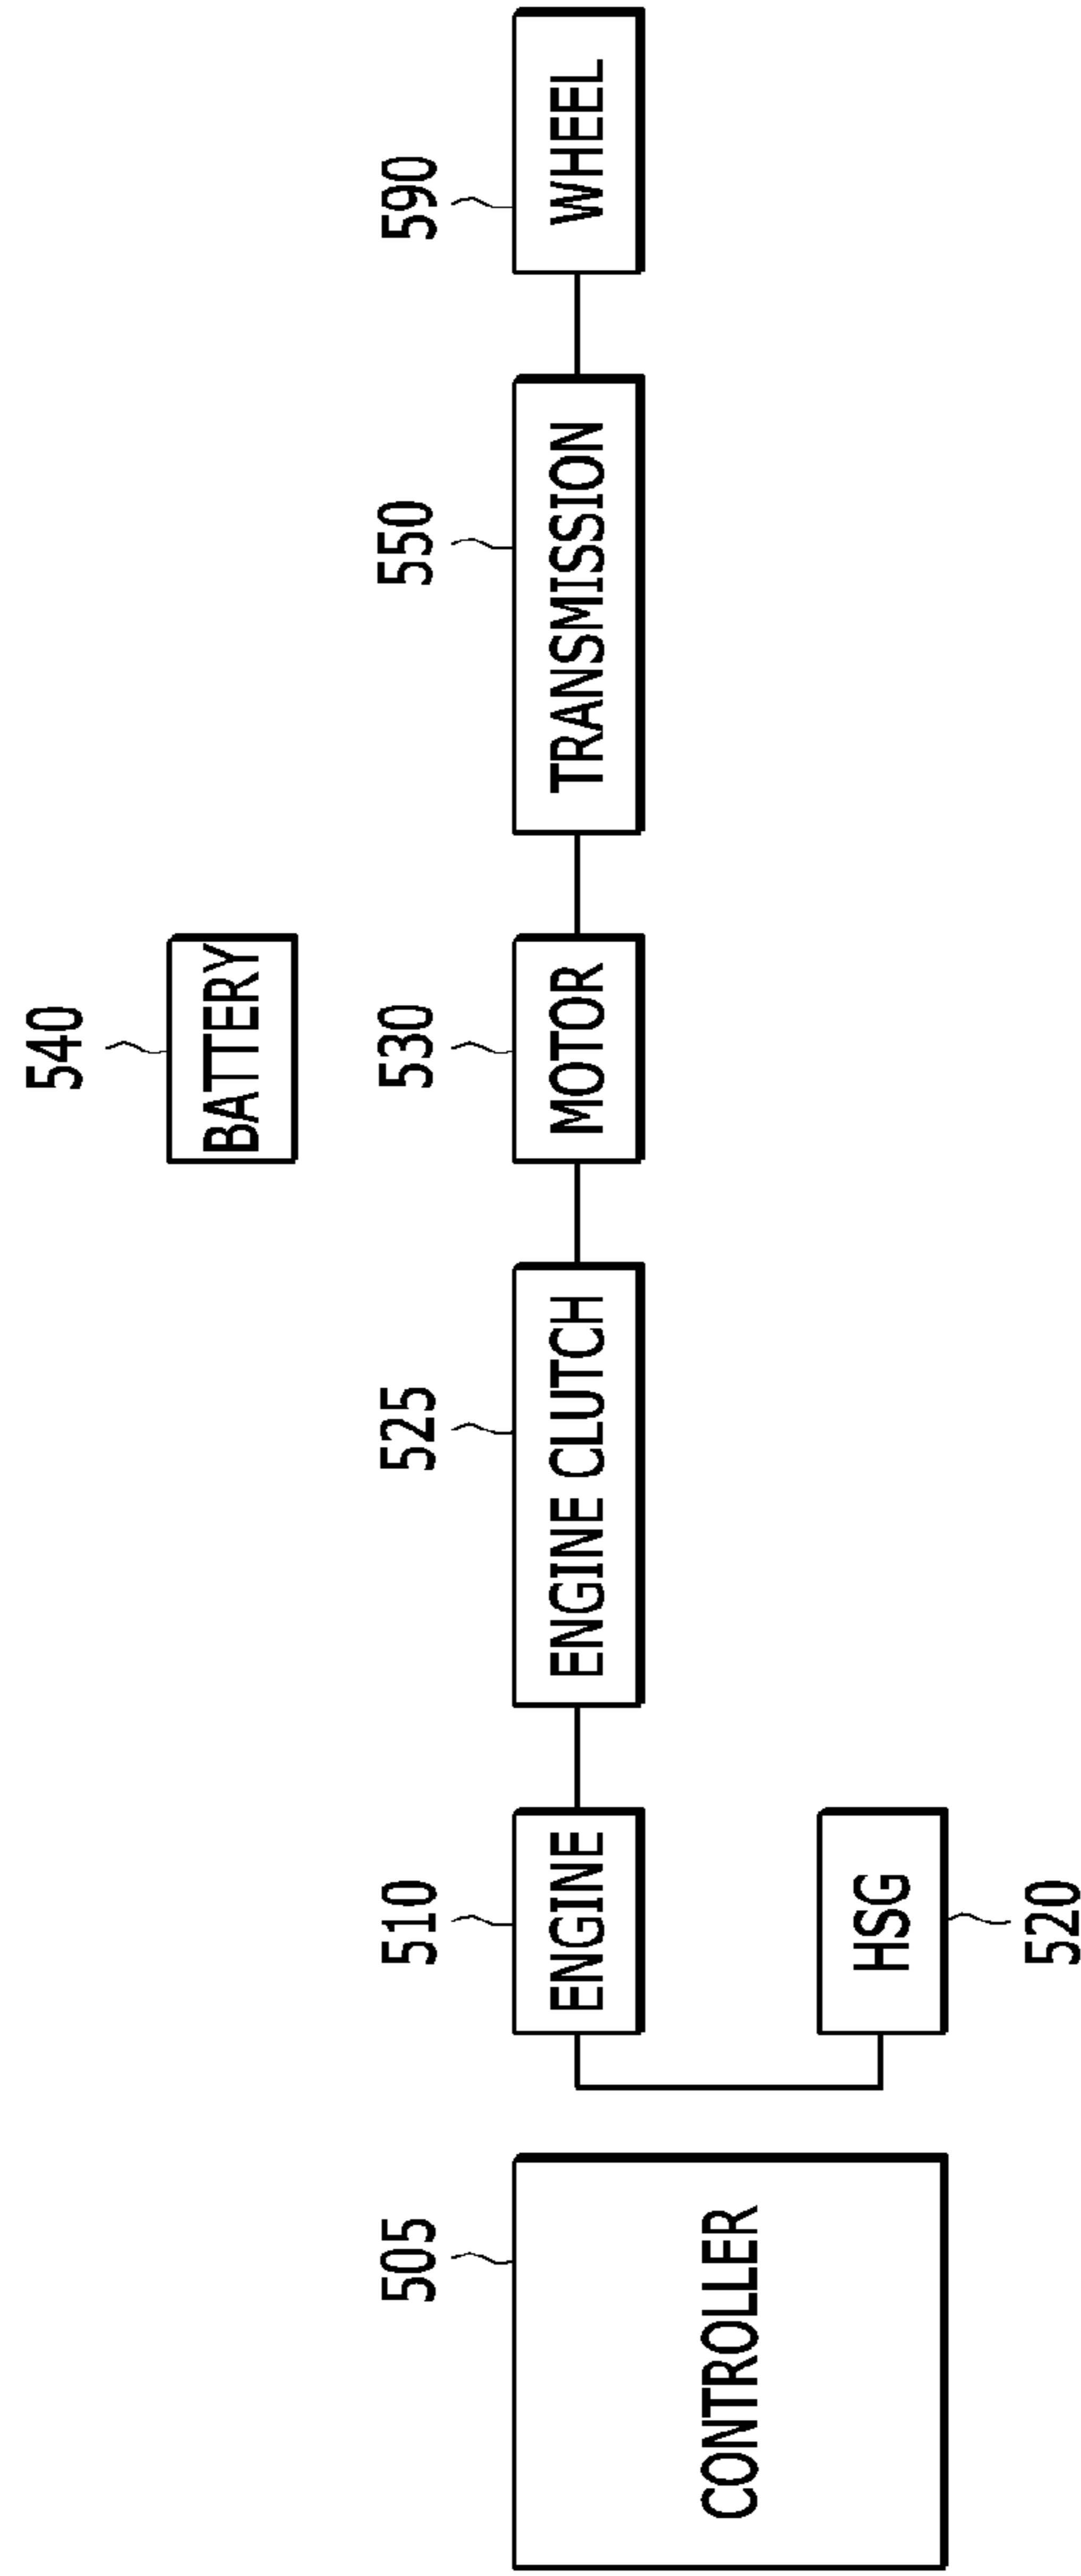 540
BATTERY
505
510
525
530
550
590
CONTROLLER
ENGINE
ENGINE CLUTCH
MOTOR
TRANSMISSION
WHEEL
HSG
520